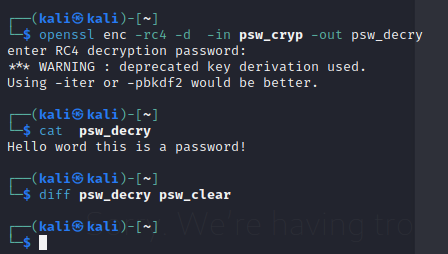 ┌──(kali㉿kali)-[~]
└─$ openssl enc -rc4 -d  -in psw_cryp -out psw_decry
enter RC4 decryption password:
*** WARNING : deprecated key derivation used.
Using -iter or -pbkdf2 would be better.
┌──(kali㉿kali)-[~]
└─$ cat  psw_decry
Hello word this is a password!
┌──(kali㉿kali)-[~]
└─$ diff psw_decry psw_clear
We're having tro
┌──(kali㉿kali)-[~]
└─$